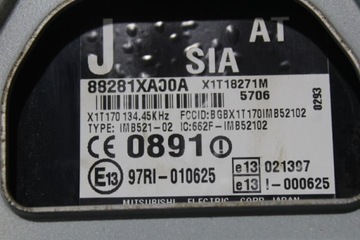 J AT
SIA
88281XA00A X1T18271M
5706
0293
X1T170 134.45KHz FCCID:BGBX1T170IMB52102
TYPE: IMB521-02 IC:662F-IMB52102
CE 0891 !
E13 97RI-010625
e13 021397
e13 !-000625
MITSUBISHI ELECTRIC CORP. JAPAN